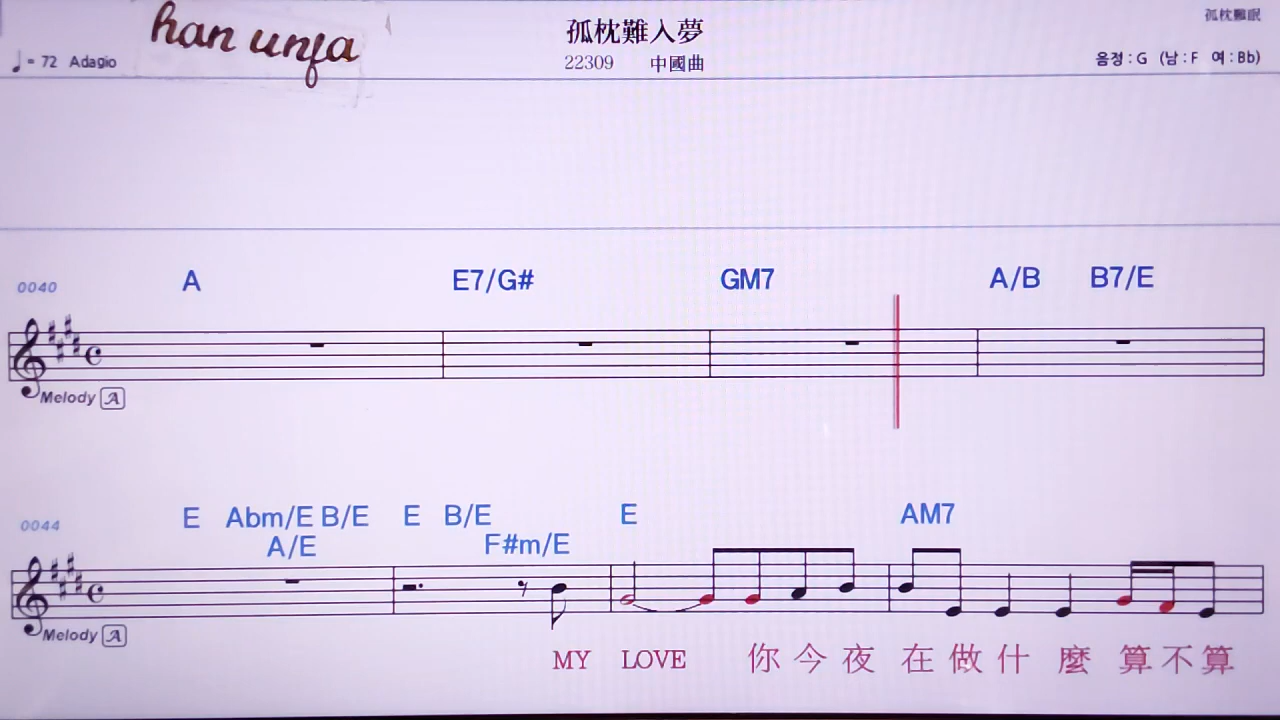 han unfa
孤枕難入夢
孤枕難眠
♩= 72 Adagio
22309 中國曲
음정 : G (남 : F 여 : Bb)
0040 A E7/G# GM7 A/B B7/E
Melody A
0044 E Abm/E B/E E B/E E AM7
A/E F#m/E
Melody A
MY LOVE 你今夜在做什麼算不算